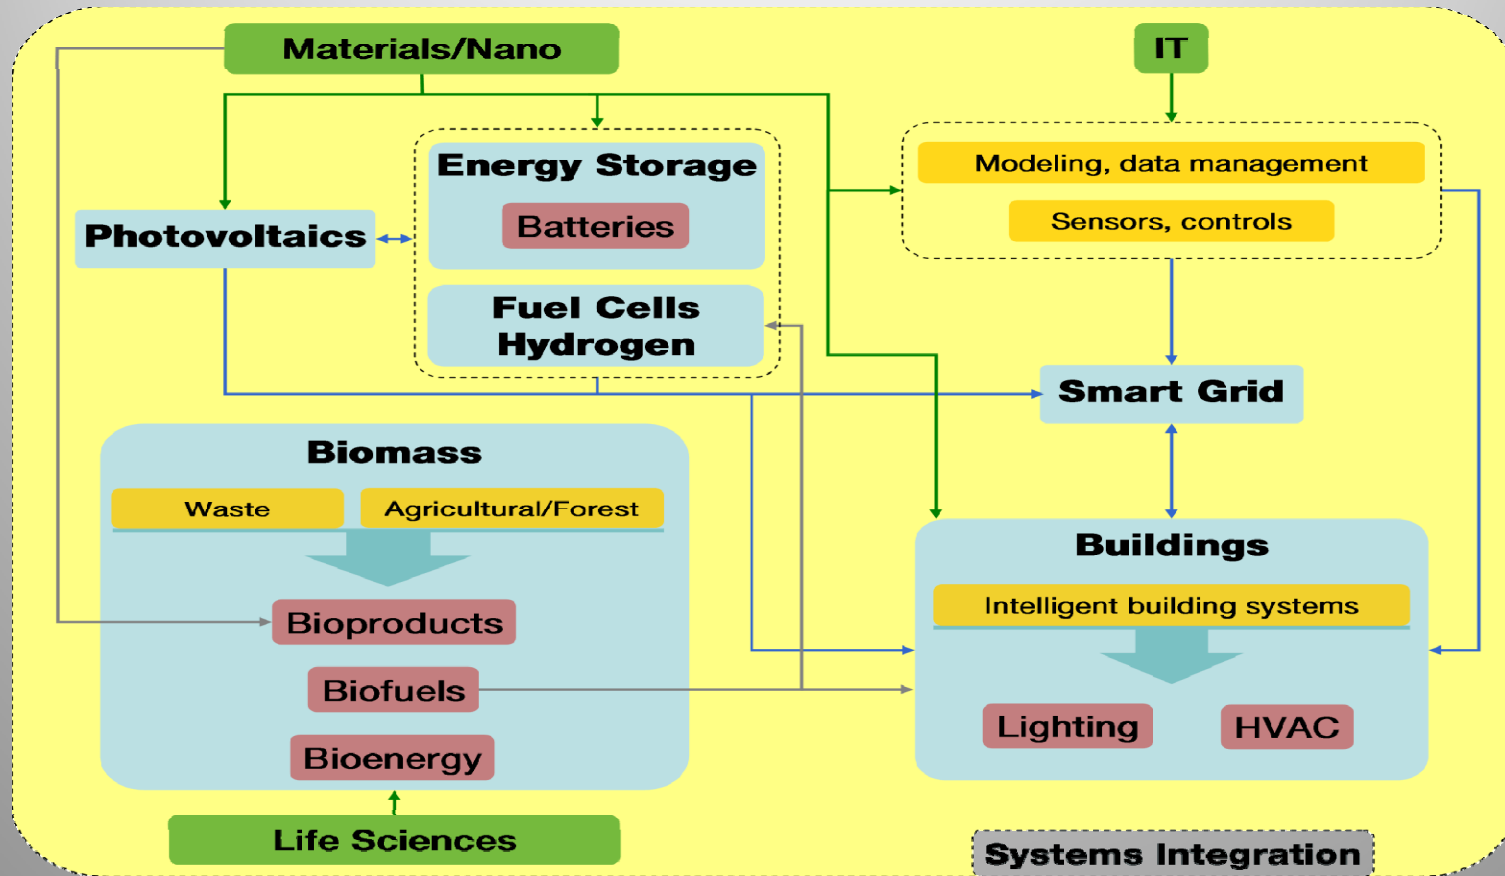 Materials/Nano
IT
Energy Storage
Batteries
Modeling, data management
Sensors, controls
Photovoltaics
Fuel Cells
Hydrogen
Smart Grid
Biomass
Waste
Agricultural/Forest
Bioproducts
Biofuels
Bioenergy
Buildings
Intelligent building systems
Lighting
HVAC
Life Sciences
Systems Integration